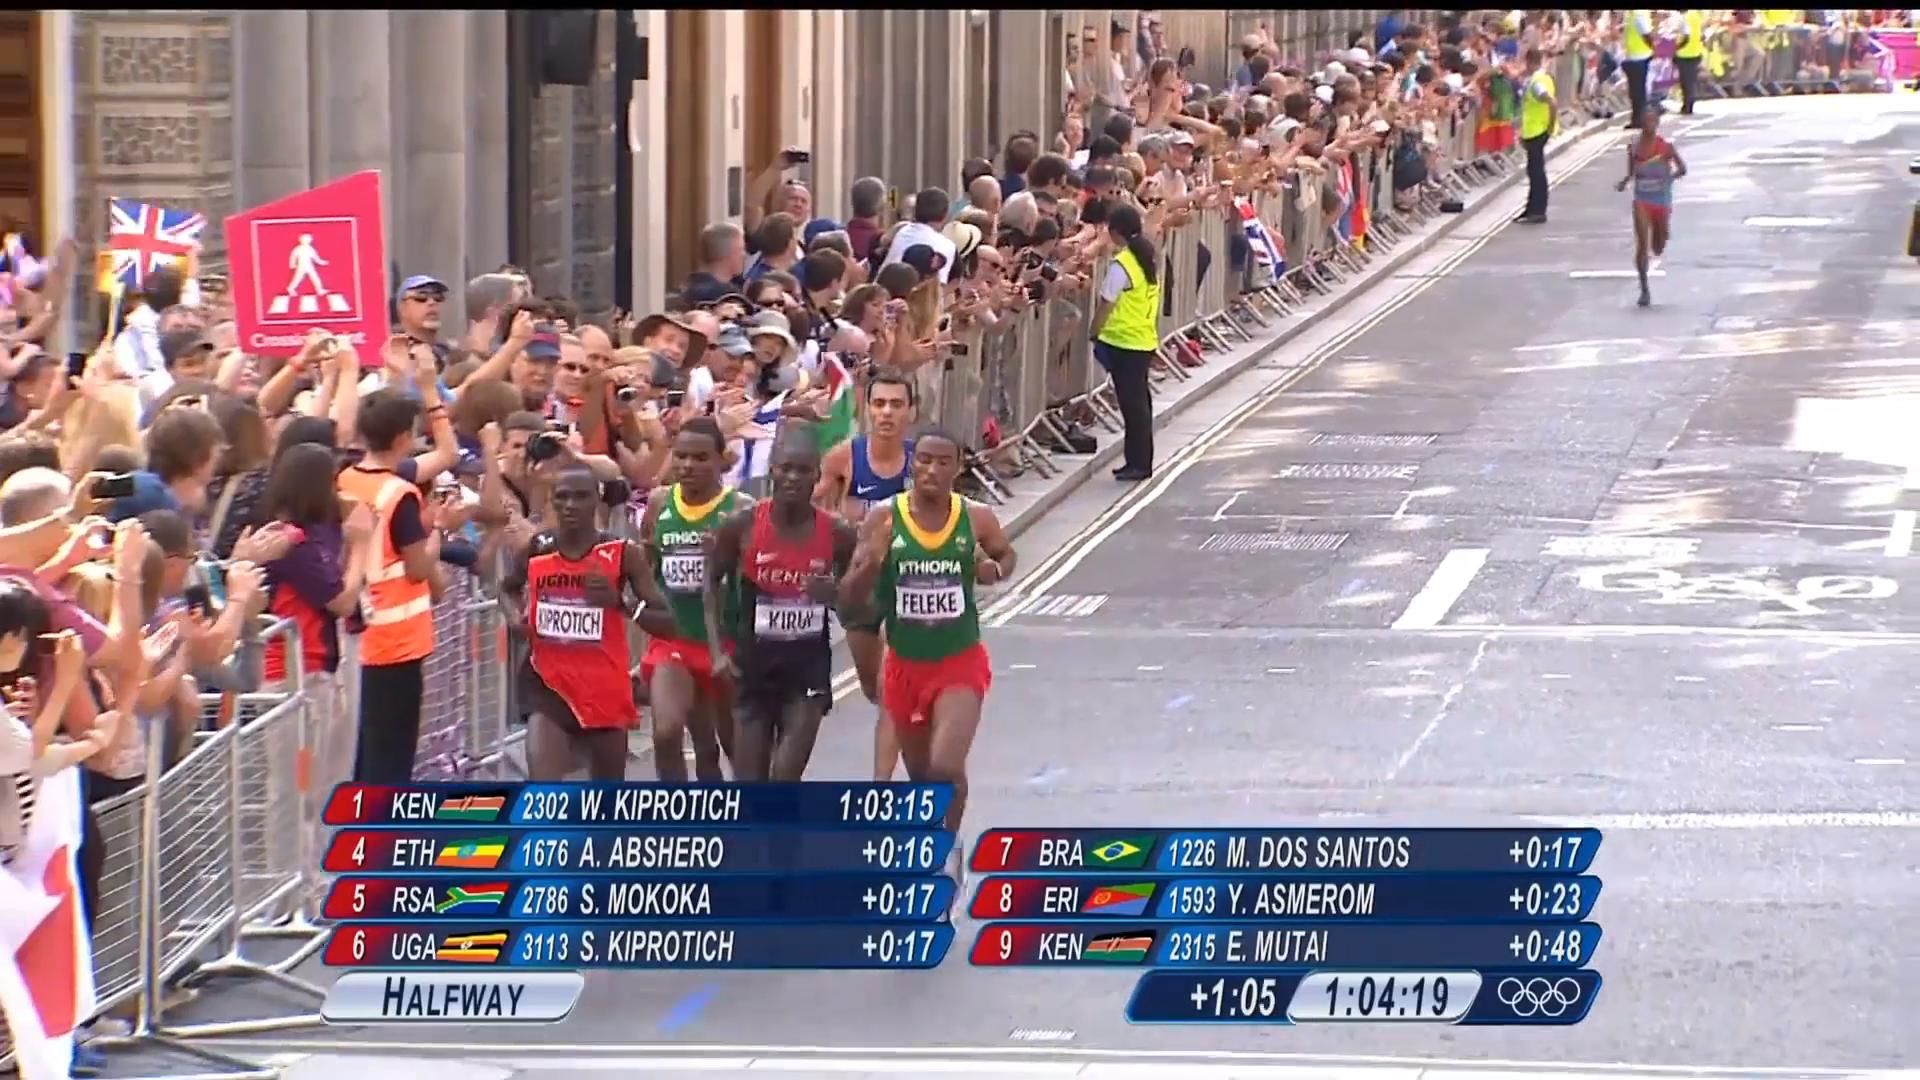 Crossing Point
UGANDA
KIPROTICH
ETHIO
ABSHE
KENY
KIRUI
ETHIOPIA
FELEKE
1 KEN 2302 W. KIPROTICH 1:03:15
4 ETH 1676 A. ABSHERO +0:16
5 RSA 2786 S. MOKOKA +0:17
6 UGA 3113 S. KIPROTICH +0:17
7 BRA 1226 M. DOS SANTOS +0:17
8 ERI 1593 Y. ASMEROM +0:23
9 KEN 2315 E. MUTAI +0:48
HALFWAY
+1:05 1:04:19